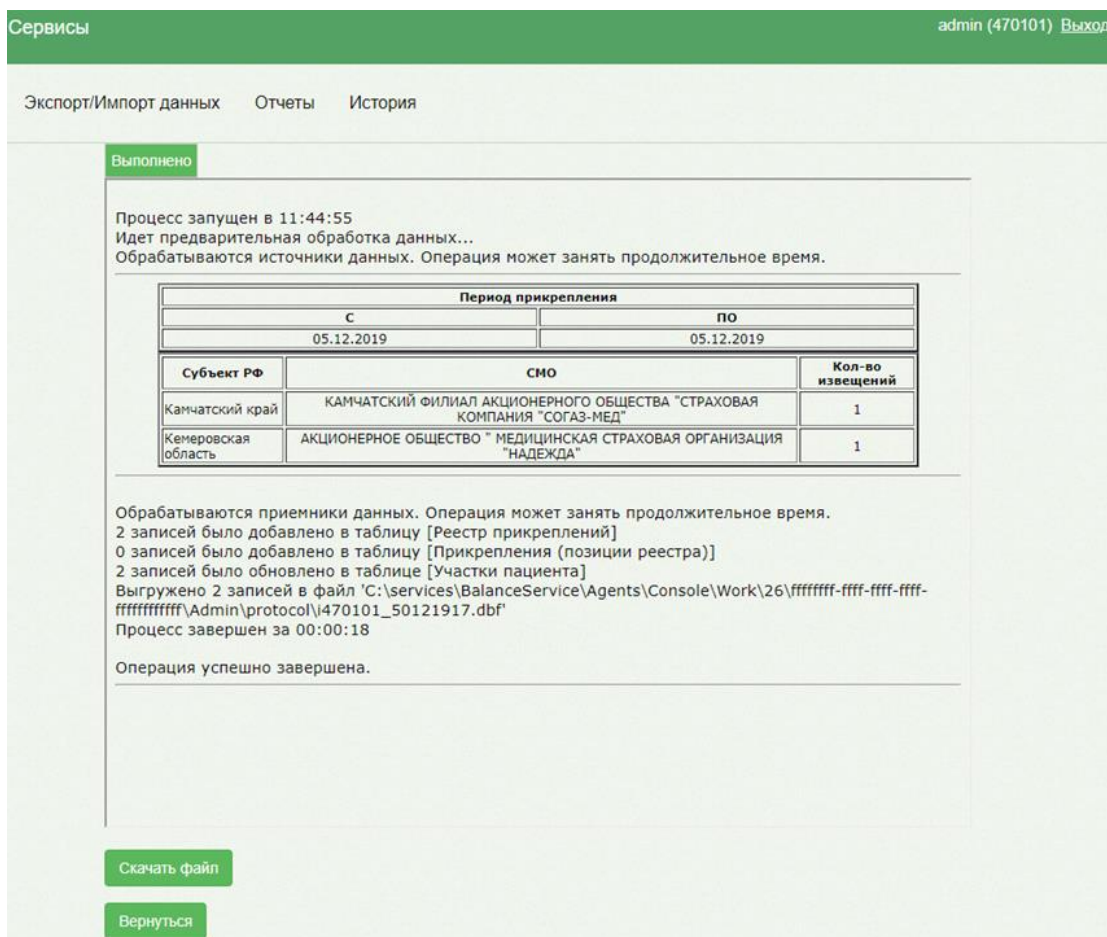 Сервисы
admin (470101) Выход
Экспорт/Импорт данных Отчеты История
Выполнено
Процесс запущен в 11:44:55
Идет предварительная обработка данных...
Обрабатываются источники данных. Операция может занять продолжительное время.
Период прикрепления
С ПО
05.12.2019 05.12.2019
Субъект РФ СМО Кол-во
извещений
Камчатский край КАМЧАТСКИЙ ФИЛИАЛ АКЦИОНЕРНОГО ОБЩЕСТВА "СТРАХОВАЯ
КОМПАНИЯ "СОГАЗ-МЕД" 1
Кемеровская
область АКЦИОНЕРНОЕ ОБЩЕСТВО " МЕДИЦИНСКАЯ СТРАХОВАЯ ОРГАНИЗАЦИЯ
"НАДЕЖДА" 1
Обрабатываются приемники данных. Операция может занять продолжительное время.
2 записей было добавлено в таблицу [Реестр прикреплений]
0 записей было добавлено в таблицу [Прикрепления (позиции реестра)]
2 записей было обновлено в таблице [Участки пациента]
Выгружено 2 записей в файл 'C:\services\BalanceService\Agents\Console\Work\26\ffffffff-ffff-ffff-ffff-
ffffffffffff\Admin\protocol\i470101_50121917.dbf'
Процесс завершен за 00:00:18
Операция успешно завершена.
Скачать файл
Вернуться